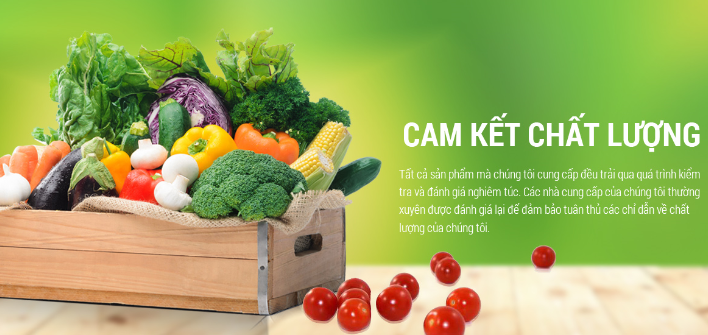 CAM KẾT CHẤT LƯỢNG
Tất cả sản phẩm mà chúng tôi cung cấp đều trải qua quá trình kiểm
tra và đánh giá nghiêm túc. Các nhà cung cấp của chúng tôi thường
xuyên được đánh giá lại để đảm bảo tuân thủ các chỉ dẫn về chất
lượng của chúng tôi.